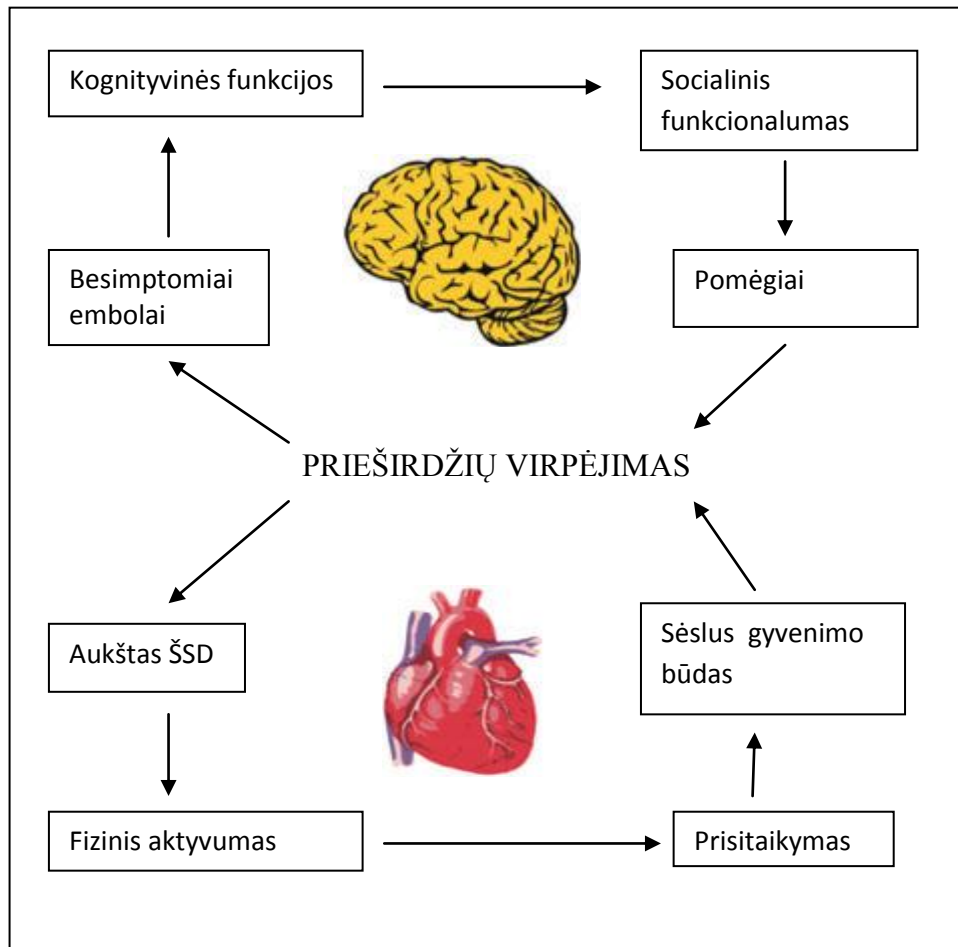 Kognityvinės funkcijos
Socialinis
funkcionalumas
Besimptomiai
embolai
Pomėgiai
PRIEŠIRDŽIŲ VIRPĖJIMAS
Aukštas ŠSD
Sėslus gyvenimo
būdas
Fizinis aktyvumas
Prisitaikymas